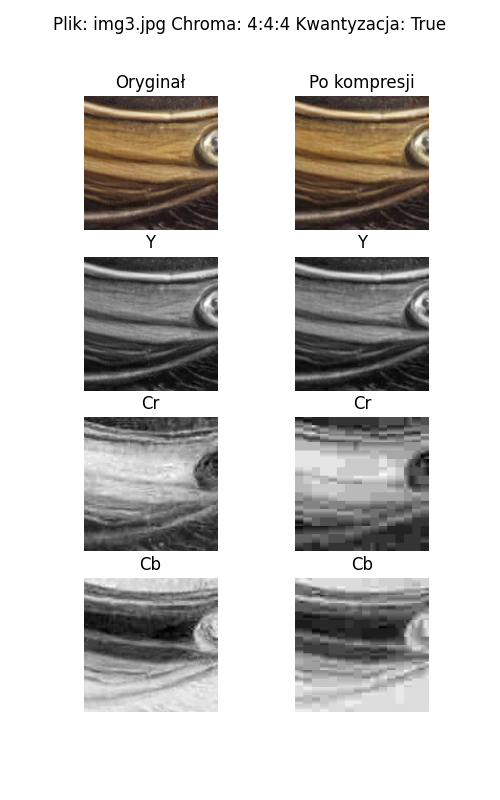 Plik: img3.jpg Chroma: 4:4:4 Kwantyzacja: True
Oryginał Po kompresji
Y Y
Cr Cr
Cb Cb